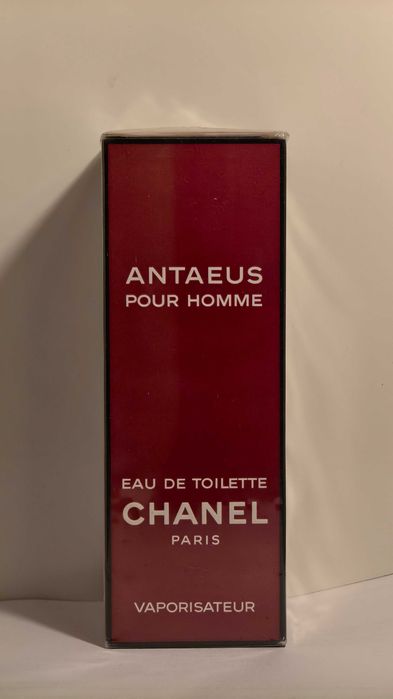 ANTAEUS
POUR HOMME
EAU DE TOILETTE
CHANEL
PARIS
VAPORISATEUR